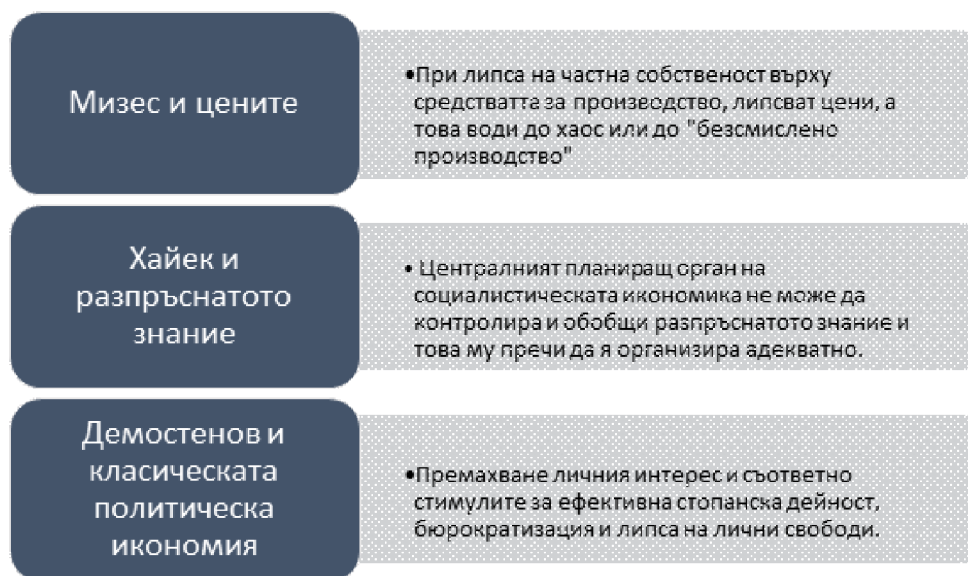 Мизес и цените
•При липса на частна собственост върху
средстватта за производство, липсват цени, а
това води до хаос или до "безсмислено
производство"
Хайек и
разпръснатото
знание
• Централният планиращ орган на
социалистическата икономика не може да
контролира и обобщи разпръснатото знание и
това му пречи да я организира адекватно.
Демостенов и
класическата
политическа
икономия
•Премахване личния интерес и съответно
стимулите за ефективна стопанска дейност,
бюрократизация и липса на лични свободи.